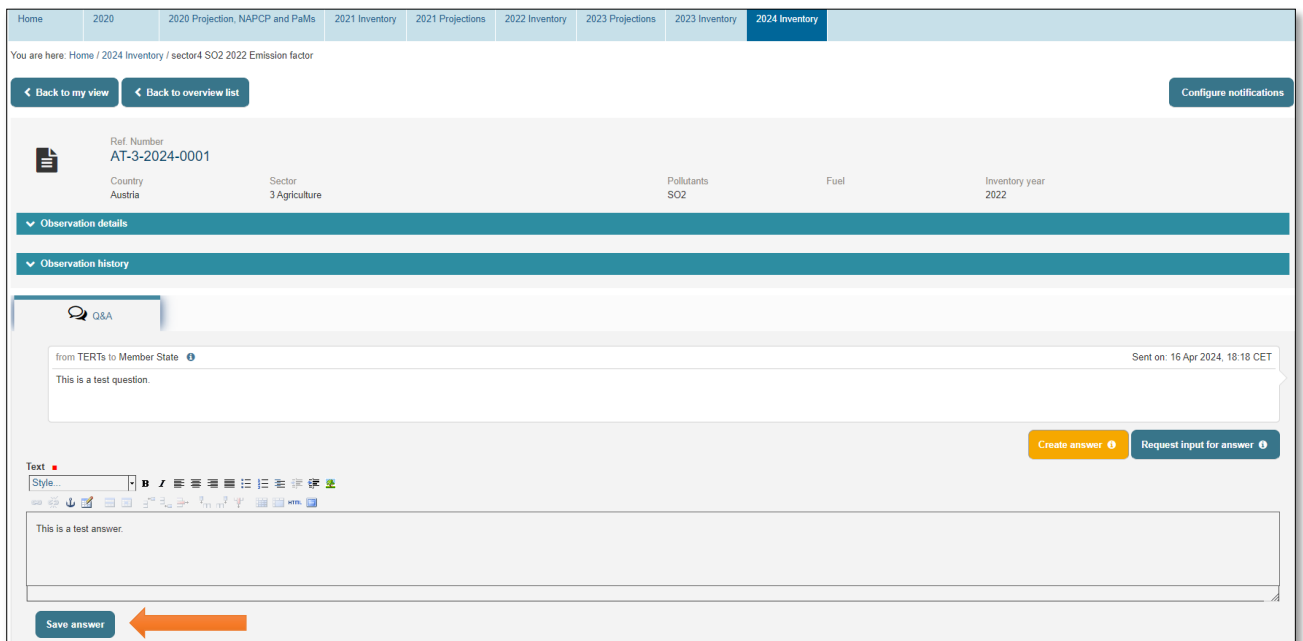 Home 2020 2020 Projection, NAPCP and PaMs 2021 Inventory 2021 Projections 2022 Inventory 2023 Projections 2023 Inventory 2024 Inventory
You are here: Home / 2024 Inventory / sector4 SO2 2022 Emission factor
Back to my view Back to overview list Configure notifications
Ref. Number
AT-3-2024-0001
Country Sector Pollutants Fuel Inventory year
Austria 3 Agriculture SO2 2022
Observation details
Observation history
Q&A
from TERTs to Member State Sent on: 16 Apr 2024, 18:18 CET
This is a test question.
Create answer Request input for answer
Text
Style... B I
HTML
This is a test answer.
Save answer